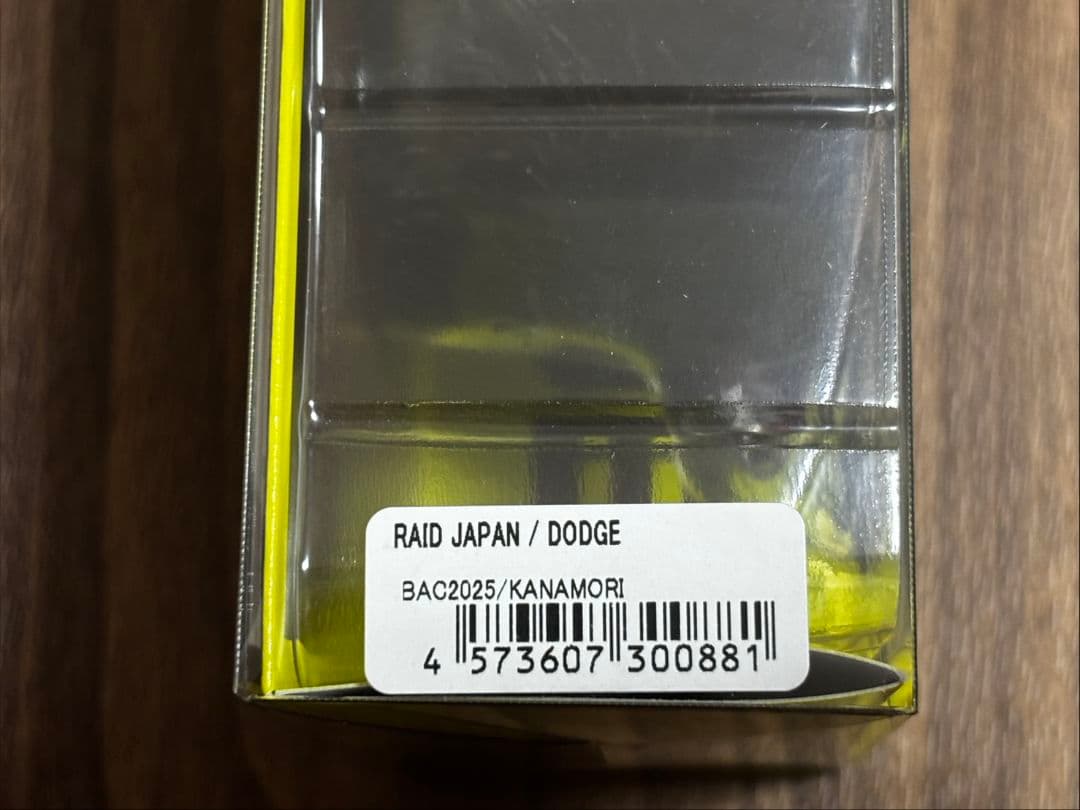 RAID JAPAN / DODGE
BAC2025/KANAMORI
4 573607 300881